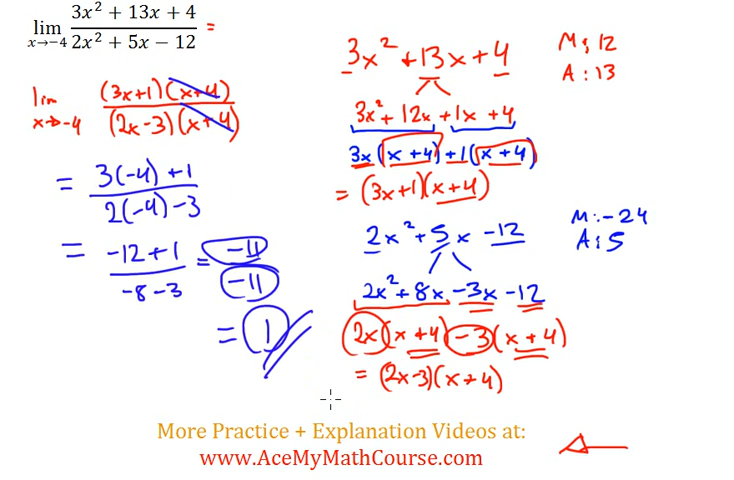 lim x→−4 (3x² + 13x + 4)/(2x² + 5x − 12) =
lim x→-4 (3x+1)(x+4)/(2x-3)(x+4)
= 3(-4)+1/2(-4)-3
= -12+1/-8-3 = -11/-11
= 1
3x²+13x+4
M: 12
A: 13
3x²+12x+1x+4
3x(x+4)+1(x+4)
= (3x+1)(x+4)
2x²+5x-12
M: -24
A: 5
2x²+8x-3x-12
2x(x+4)-3(x+4)
= (2x-3)(x+4)
More Practice + Explanation Videos at:
www.AceMyMathCourse.com